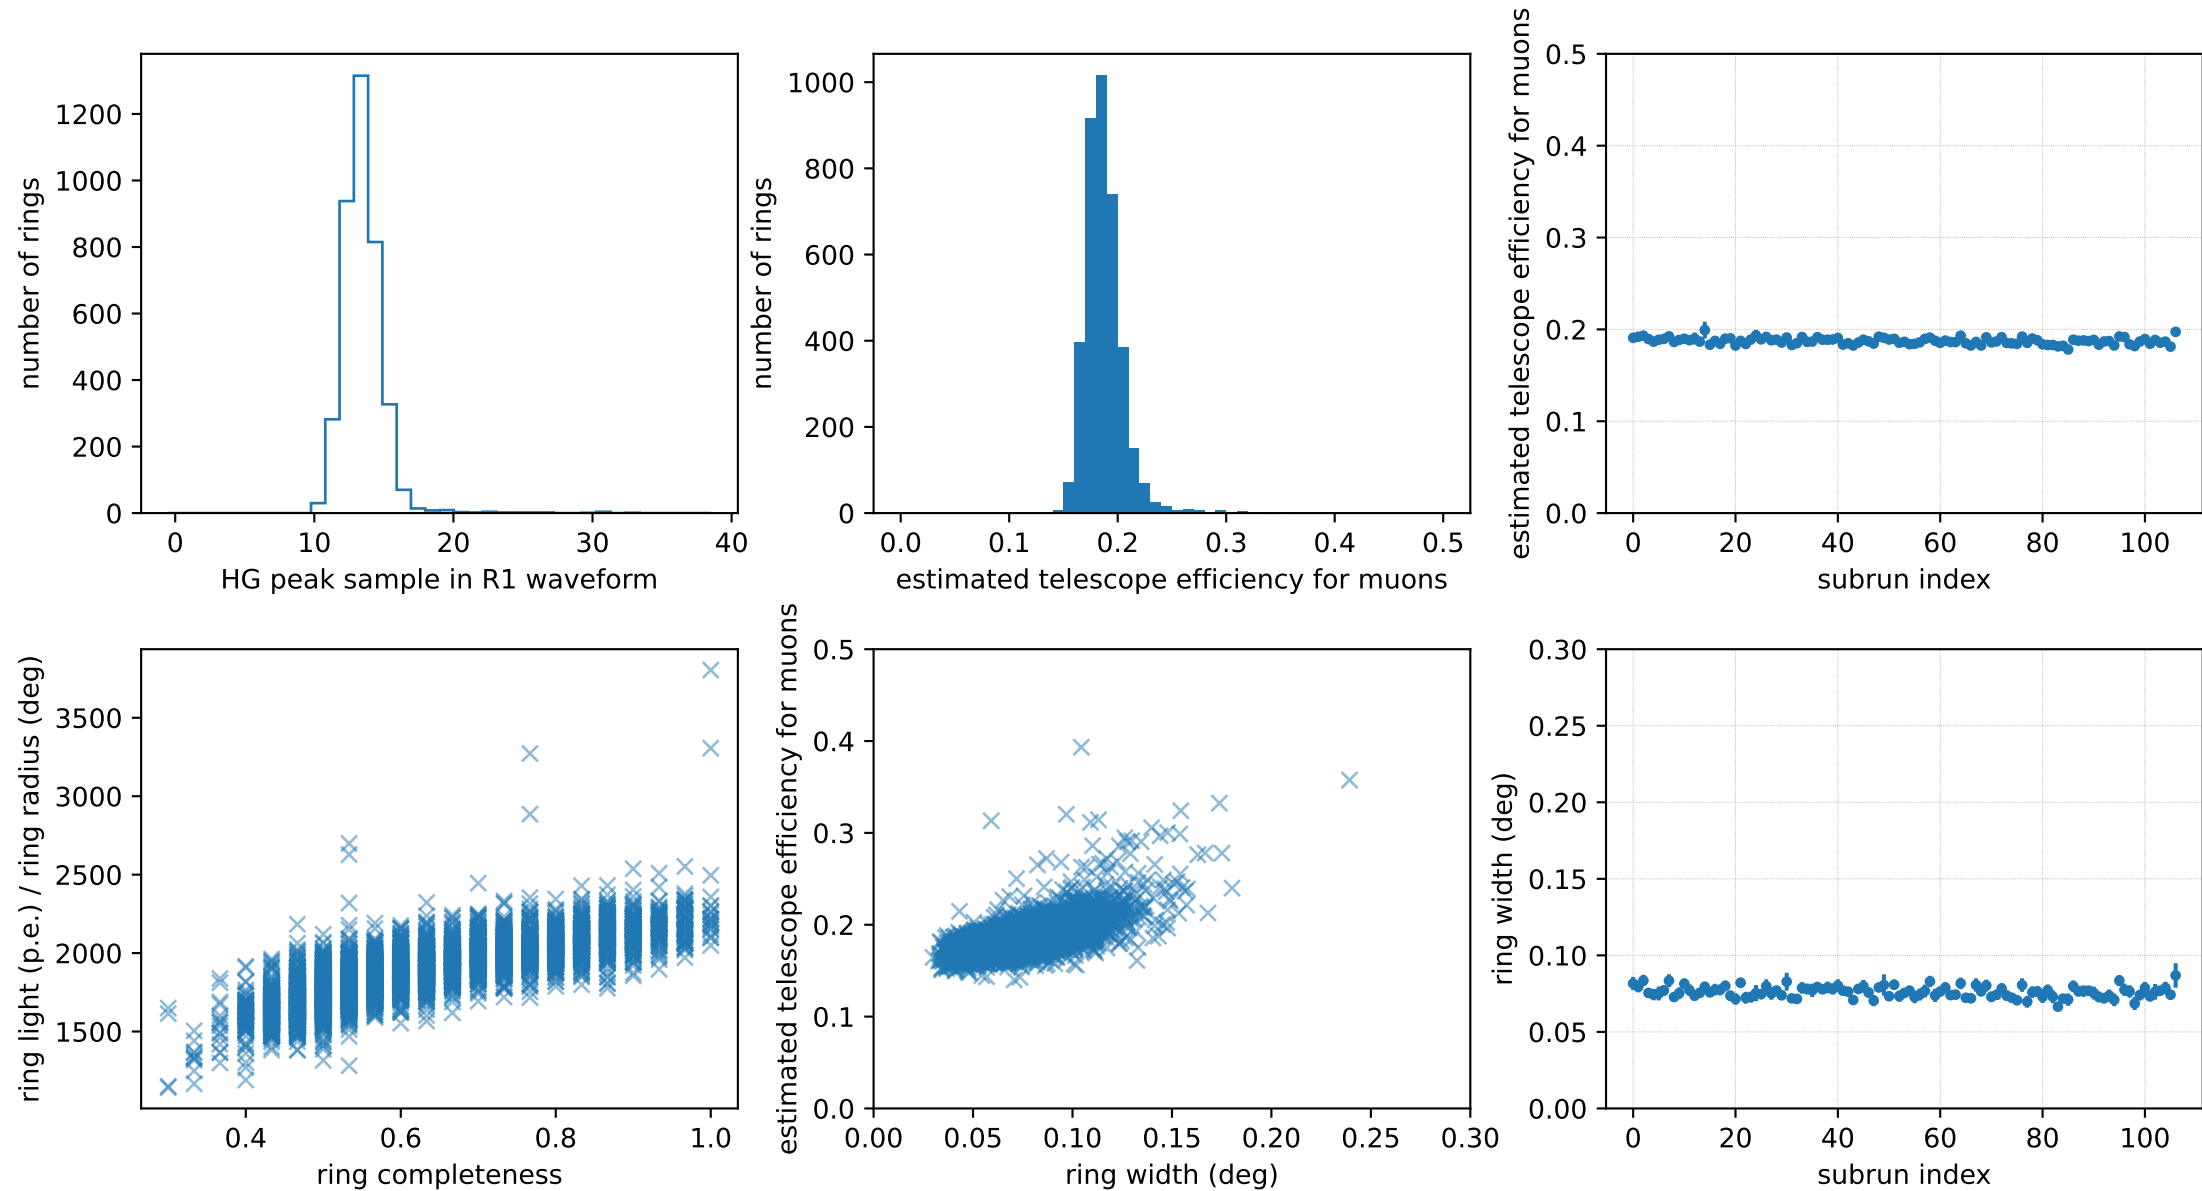 number of rings
1200
1000
800
600
400
200
0
0 10 20 30 40
HG peak sample in R1 waveform
number of rings
1000
800
600
400
200
0
0.0 0.1 0.2 0.3 0.4 0.5
estimated telescope efficiency for muons
estimated telescope efficiency for muons
0.5
0.4
0.3
0.2
0.1
0.0
0 20 40 60 80 100
subrun index
ring light (p.e.) / ring radius (deg)
3500
3000
2500
2000
1500
0.4 0.6 0.8 1.0
ring completeness
estimated telescope efficiency for muons
0.5
0.4
0.3
0.2
0.1
0.0
0.00 0.05 0.10 0.15 0.20 0.25 0.30
ring width (deg)
ring width (deg)
0.30
0.25
0.20
0.15
0.10
0.05
0.00
0 20 40 60 80 100
subrun index